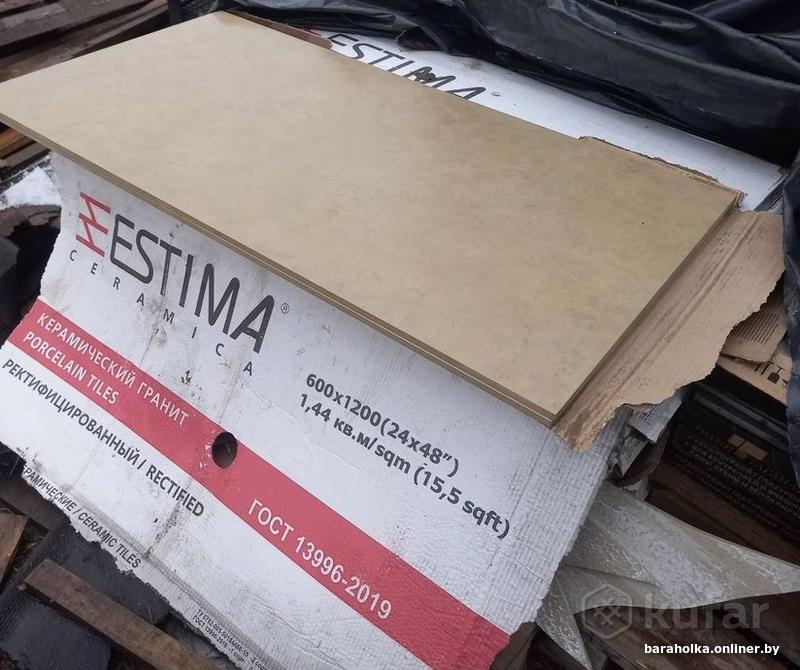 ESTIMA
ESTIMA®
CERAMICA
КЕРАМИЧЕСКИЙ ГРАНИТ
PORCELAIN TILES
РЕКТИФИЦИРОВАННЫЙ / RECTIFIED
600x1200(24x48”)
1,44 кв.м/sqm (15,5 sqft)
ГОСТ 13996-2019
/ CERAMIC TILES
kufar
baraholka.onliner.by